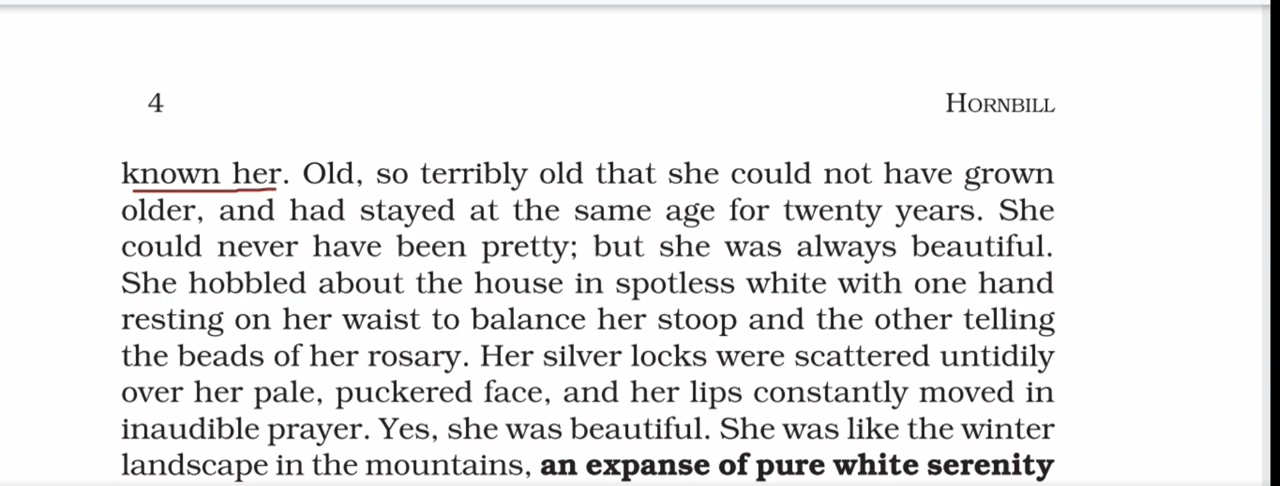 4 HORNBILL
known her. Old, so terribly old that she could not have grown
older, and had stayed at the same age for twenty years. She
could never have been pretty; but she was always beautiful.
She hobbled about the house in spotless white with one hand
resting on her waist to balance her stoop and the other telling
the beads of her rosary. Her silver locks were scattered untidily
over her pale, puckered face, and her lips constantly moved in
inaudible prayer. Yes, she was beautiful. She was like the winter
landscape in the mountains, an expanse of pure white serenity